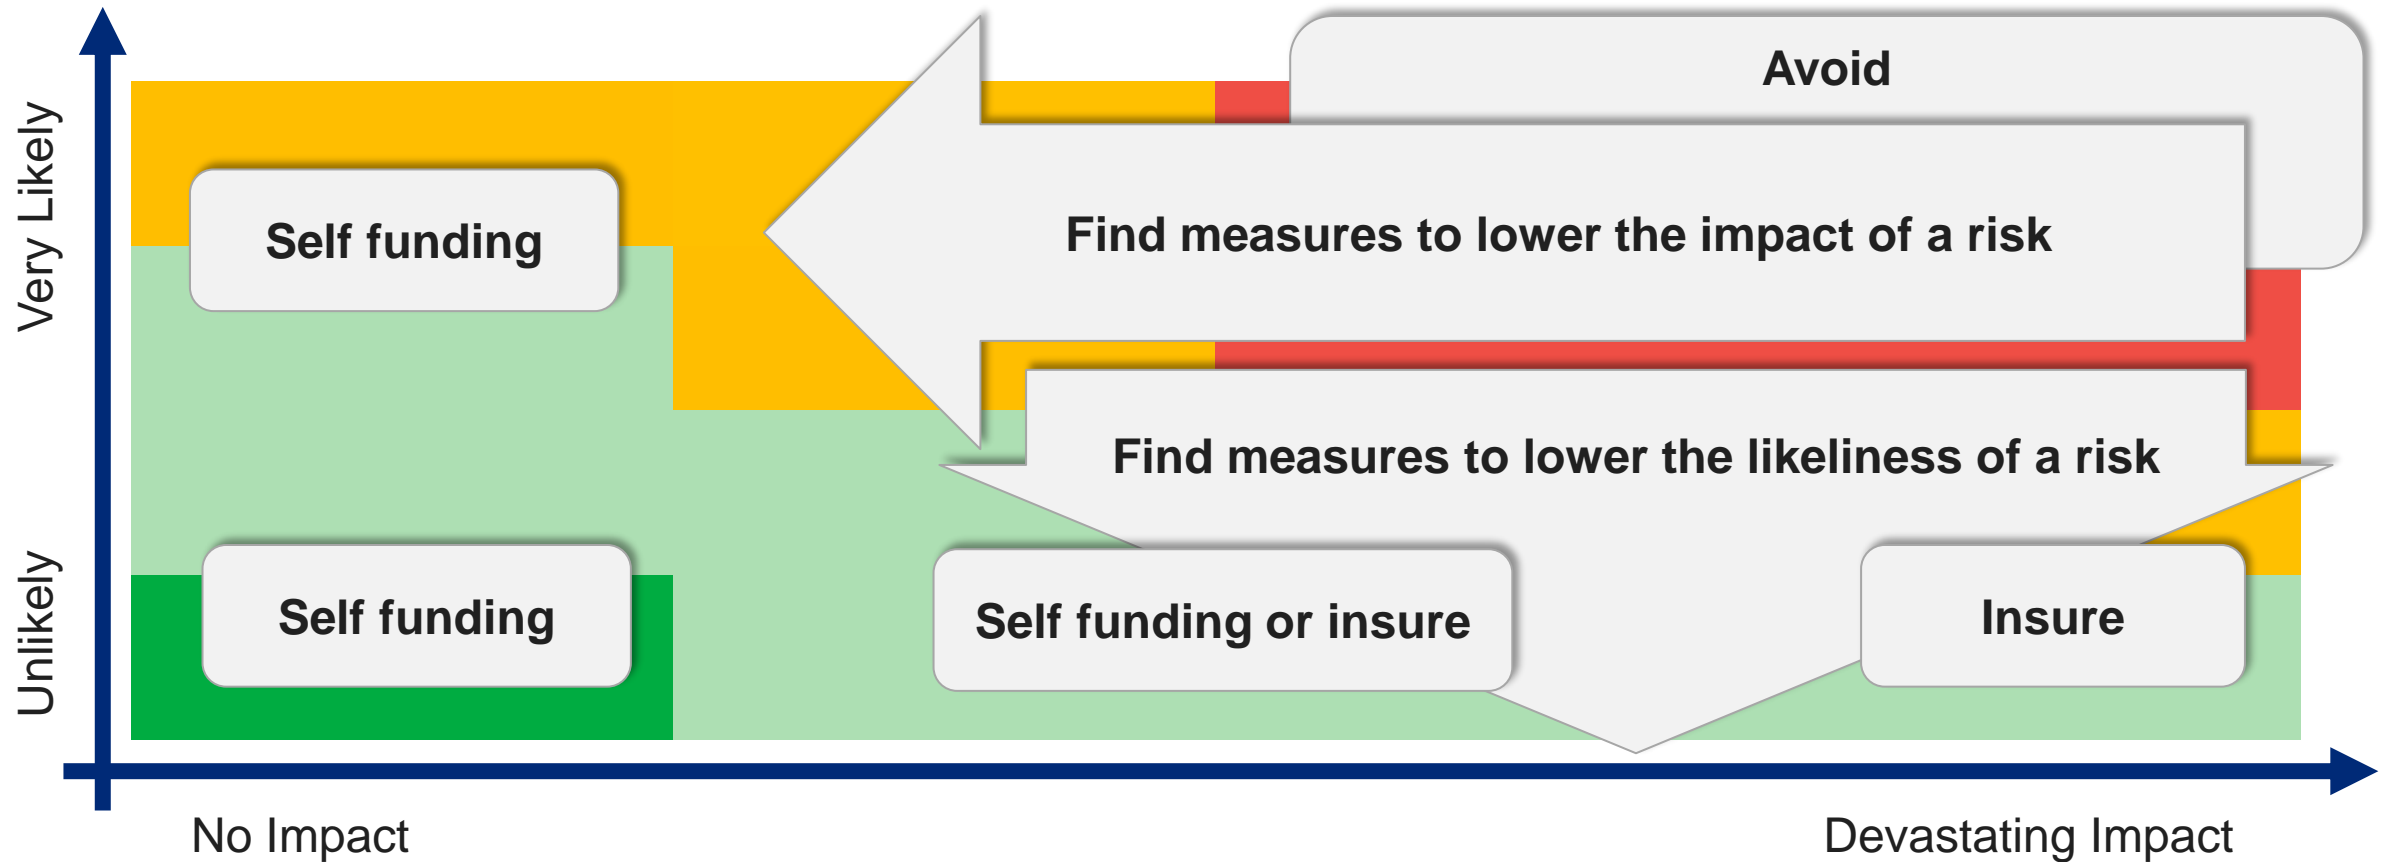 Avoid
Very Likely
Self funding
Find measures to lower the impact of a risk
Find measures to lower the likeliness of a risk
Unlikely
Self funding
Self funding or insure
Insure
No Impact
Devastating Impact